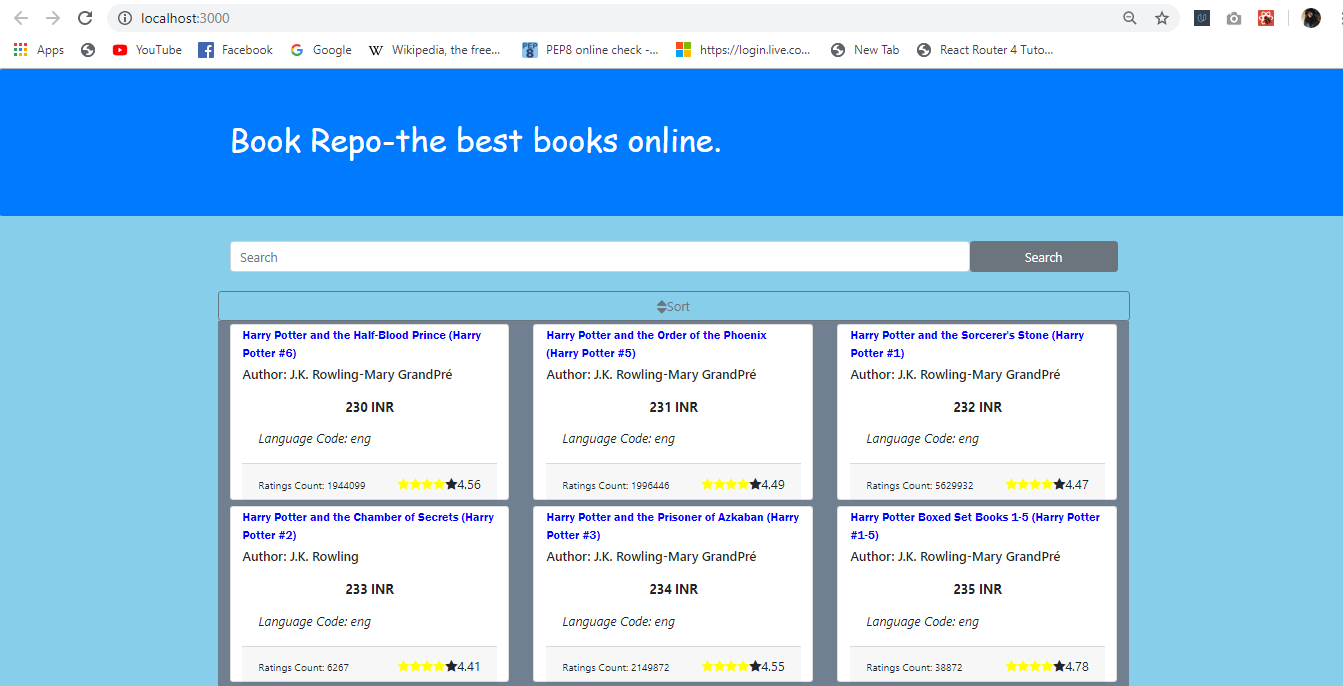 localhost:3000
Apps YouTube Facebook Google W Wikipedia, the free... PEP 8 PEP8 online check -... https://login.live.co... New Tab React Router 4 Tuto...
Book Repo-the best books online.
Search Search
Sort
Harry Potter and the Half-Blood Prince (Harry
Potter #6)
Author: J.K. Rowling-Mary GrandPré
230 INR
Language Code: eng
Ratings Count: 1944099 4.56
Harry Potter and the Order of the Phoenix
(Harry Potter #5)
Author: J.K. Rowling-Mary GrandPré
231 INR
Language Code: eng
Ratings Count: 1996446 4.49
Harry Potter and the Sorcerer's Stone (Harry
Potter #1)
Author: J.K. Rowling-Mary GrandPré
232 INR
Language Code: eng
Ratings Count: 5629932 4.47
Harry Potter and the Chamber of Secrets (Harry
Potter #2)
Author: J.K. Rowling
233 INR
Language Code: eng
Ratings Count: 6267 4.41
Harry Potter and the Prisoner of Azkaban (Harry
Potter #3)
Author: J.K. Rowling-Mary GrandPré
234 INR
Language Code: eng
Ratings Count: 2149872 4.55
Harry Potter Boxed Set Books 1-5 (Harry Potter
#1-5)
Author: J.K. Rowling-Mary GrandPré
235 INR
Language Code: eng
Ratings Count: 38872 4.78